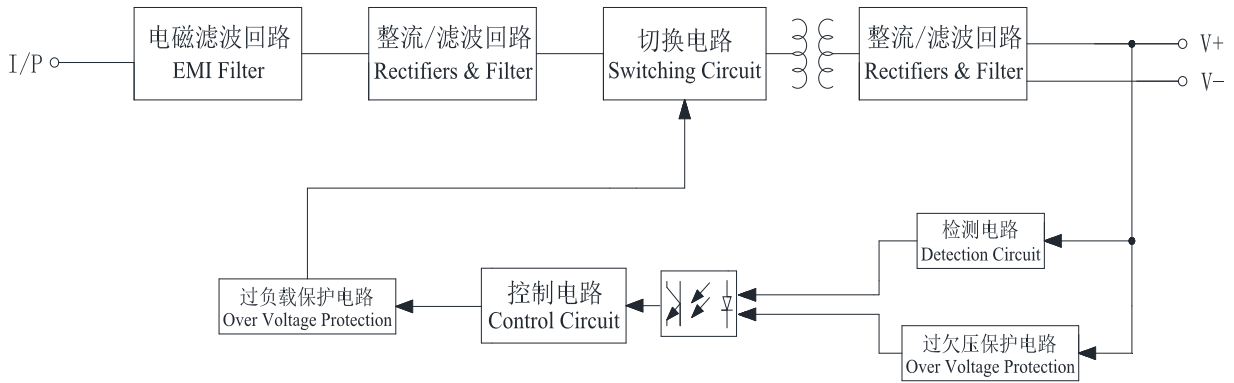 I/P
电磁滤波回路
EMI Filter
整流/滤波回路
Rectifiers & Filter
切换电路
Switching Circuit
整流/滤波回路
Rectifiers & Filter
V+
V-
检测电路
Detection Circuit
过负载保护电路
Over Voltage Protection
控制电路
Control Circuit
过欠压保护电路
Over Voltage Protection